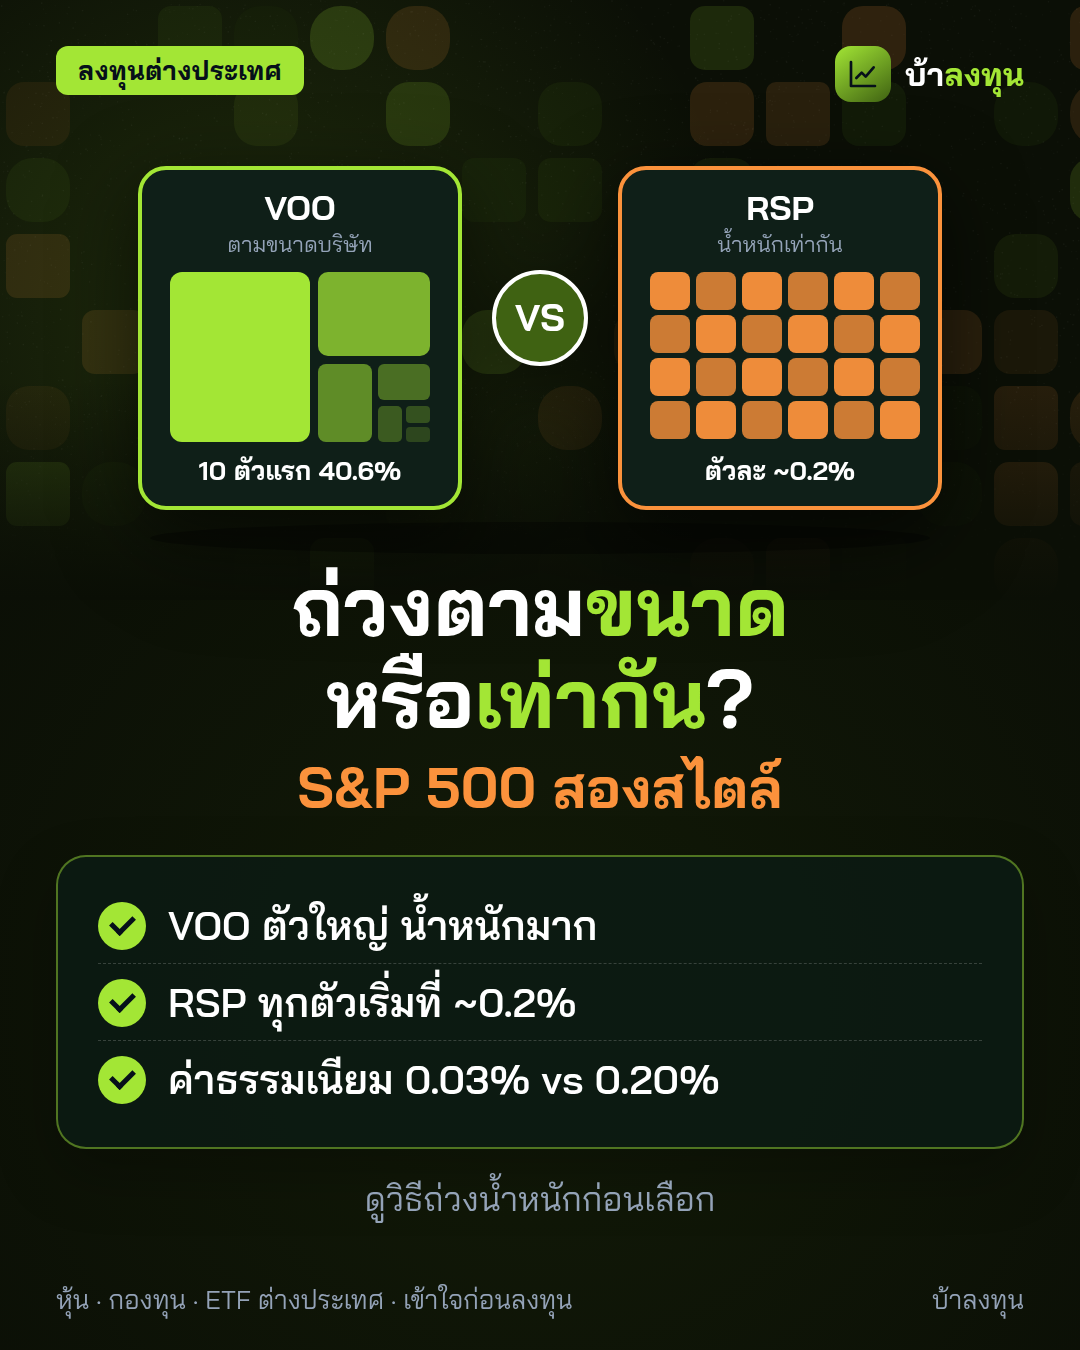 ลงทุนต่างประเทศ
บ้าลงทุน
VOO
ตามขนาดบริษัท
10 ตัวแรก 40.6%
VS
RSP
น้ำหนักเท่ากัน
ตัวละ ~0.2%
ถ่วงตามขนาด
หรือเท่ากัน?
S&P 500 สองสไตล์
VOO ตัวใหญ่ น้ำหนักมาก
RSP ทุกตัวเริ่มที่ ~0.2%
ค่าธรรมเนียม 0.03% vs 0.20%
ดูวิธีถ่วงน้ำหนักก่อนเลือก
หุ้น · กองทุน · ETF ต่างประเทศ · เข้าใจก่อนลงทุน
บ้าลงทุน